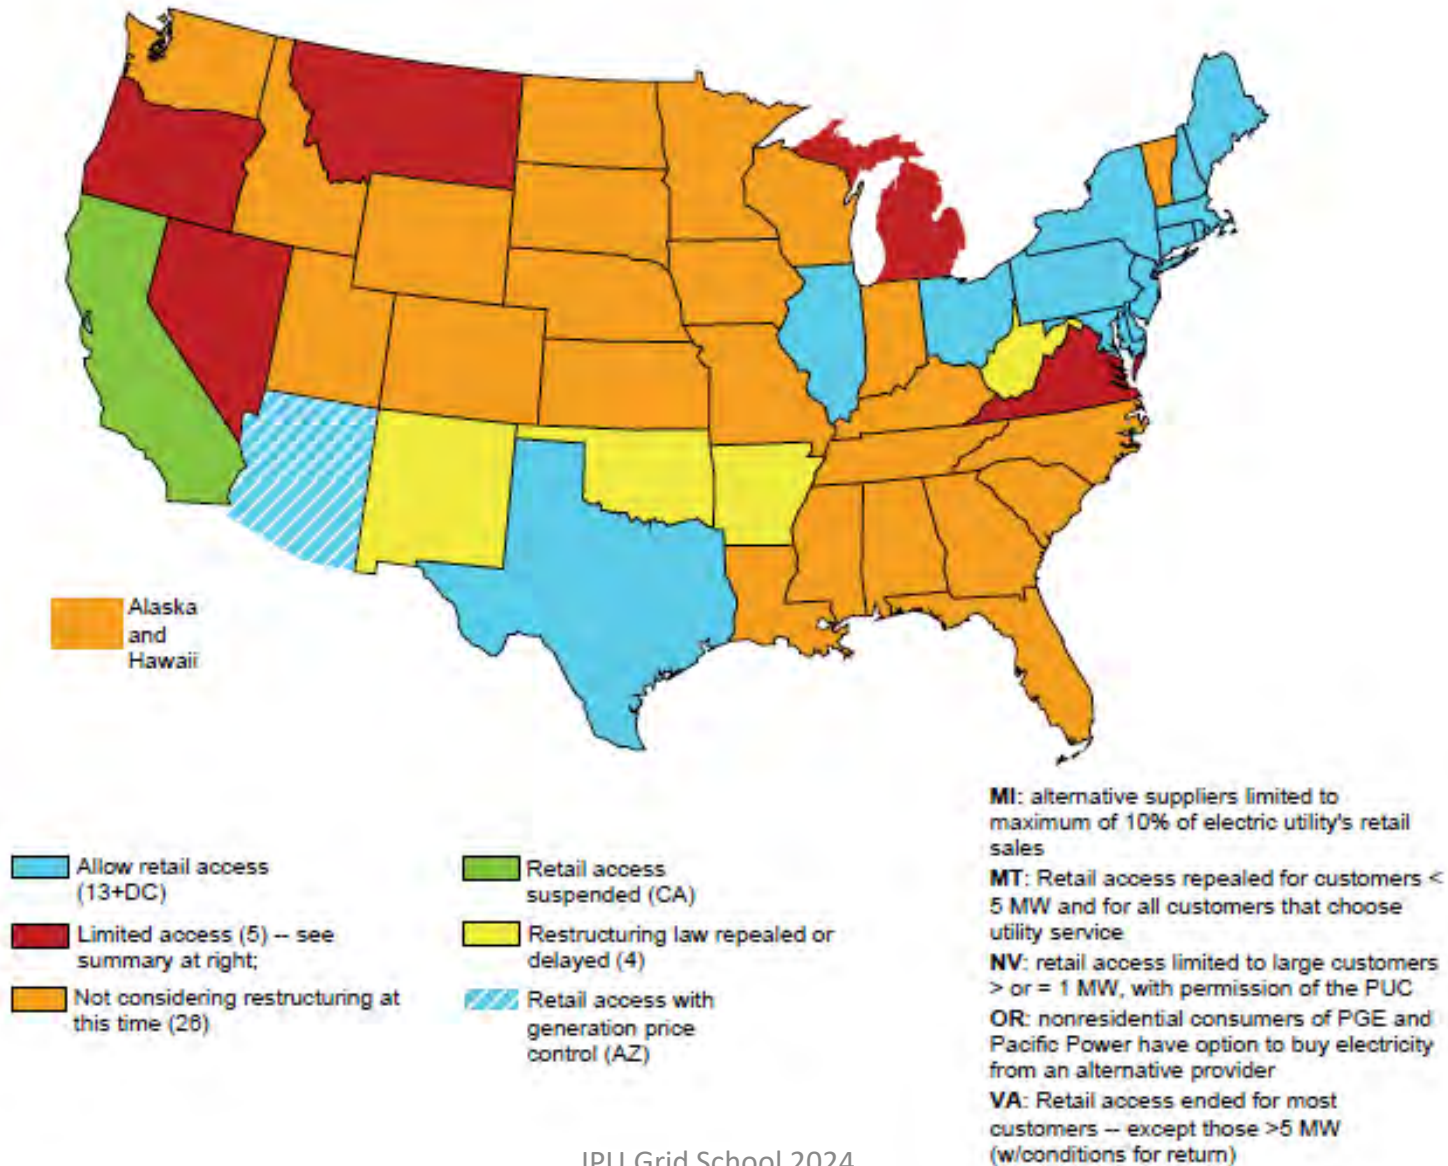 Alaska
and
Hawaii
Allow retail access
(13+DC)
Limited access (5) -- see
summary at right;
Not considering restructuring at
this time (26)
Retail access
suspended (CA)
Restructuring law repealed or
delayed (4)
Retail access with
generation price
control (AZ)
MI: alternative suppliers limited to
maximum of 10% of electric utility's retail
sales
MT: Retail access repealed for customers <
5 MW and for all customers that choose
utility service
NV: retail access limited to large customers
> or = 1 MW, with permission of the PUC
OR: nonresidential consumers of PGE and
Pacific Power have option to buy electricity
from an alternative provider
VA: Retail access ended for most
customers -- except those >5 MW
(w/conditions for return)
IPU Grid School 2024